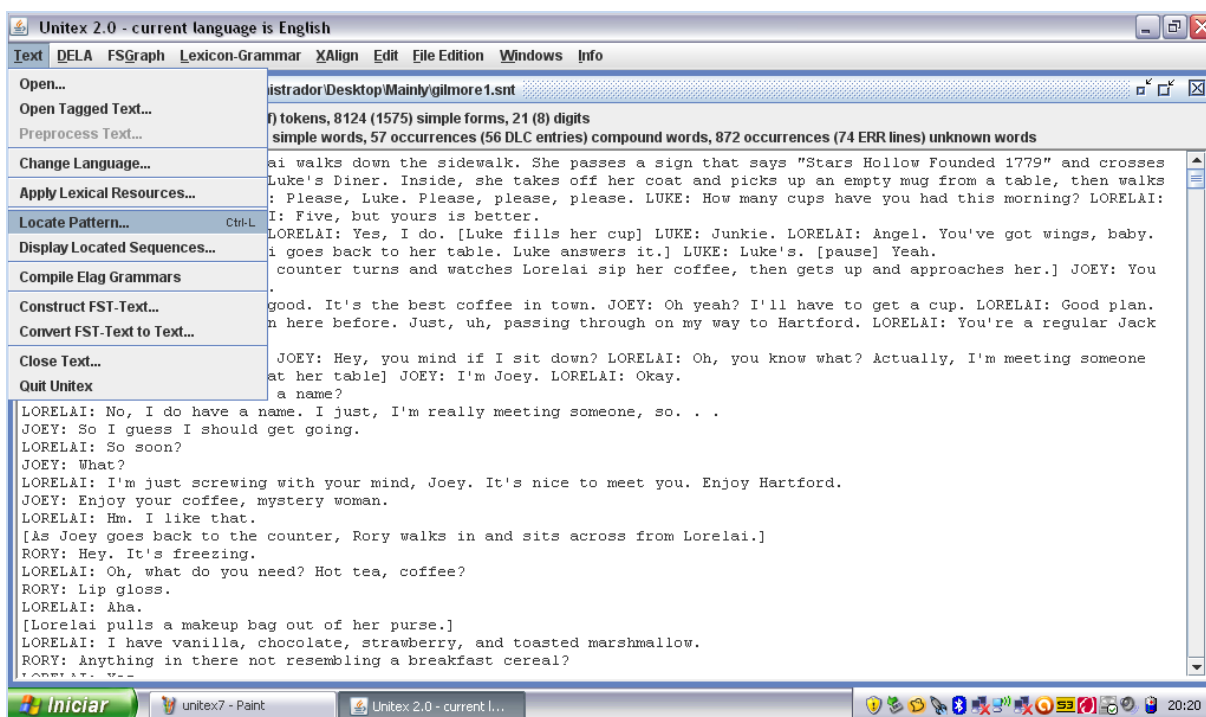 Unitex 2.0 - current language is English
Text DELA FSGraph Lexicon-Grammar XAlign Edit File Edition Windows Info
Open...
Open Tagged Text...
Preprocess Text...
Change Language...
Apply Lexical Resources...
Locate Pattern... Ctrl-L
Display Located Sequences...
Compile Elag Grammars
Construct FST-Text...
Convert FST-Text to Text...
Close Text...
Quit Unitex
istrador\Desktop\Mainly\gilmore1.snt
f) tokens, 8124 (1575) simple forms, 21 (8) digits
simple words, 57 occurrences (56 DLC entries) compound words, 872 occurrences (74 ERR lines) unknown words
ai walks down the sidewalk. She passes a sign that says "Stars Hollow Founded 1779" and crosses
Luke's Diner. Inside, she takes off her coat and picks up an empty mug from a table, then walks
: Please, Luke. Please, please, please. LUKE: How many cups have you had this morning? LORELAI:
I: Five, but yours is better.
LORELAI: Yes, I do. [Luke fills her cup] LUKE: Junkie. LORELAI: Angel. You've got wings, baby.
i goes back to her table. Luke answers it.] LUKE: Luke's. [pause] Yeah.
counter turns and watches Lorelai sip her coffee, then gets up and approaches her.] JOEY: You
.
good. It's the best coffee in town. JOEY: Oh yeah? I'll have to get a cup. LORELAI: Good plan.
n here before. Just, uh, passing through on my way to Hartford. LORELAI: You're a regular Jack
JOEY: Hey, you mind if I sit down? LORELAI: Oh, you know what? Actually, I'm meeting someone
at her table] JOEY: I'm Joey. LORELAI: Okay.
a name?
LORELAI: No, I do have a name. I just, I'm really meeting someone, so. . .
JOEY: So I guess I should get going.
LORELAI: So soon?
JOEY: What?
LORELAI: I'm just screwing with your mind, Joey. It's nice to meet you. Enjoy Hartford.
JOEY: Enjoy your coffee, mystery woman.
LORELAI: Hm. I like that.
[As Joey goes back to the counter, Rory walks in and sits across from Lorelai.]
RORY: Hey. It's freezing.
LORELAI: Oh, what do you need? Hot tea, coffee?
RORY: Lip gloss.
LORELAI: Aha.
[Lorelai pulls a makeup bag out of her purse.]
LORELAI: I have vanilla, chocolate, strawberry, and toasted marshmallow.
RORY: Anything in there not resembling a breakfast cereal?
Iniciar unitex7 - Paint Unitex 2.0 - current l... 20:20